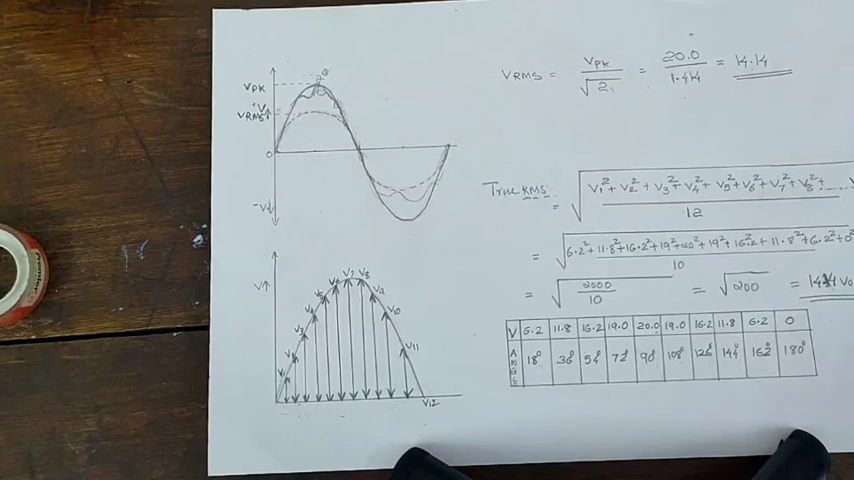 VPK
+V
VRMS
0
-V
VRMS = VPK / √2 = 20.0 / 1.414 = 14.14
True RMS = √(V₁² + V₂² + V₃² + V₄² + V₅² + V₆² + V₇² + V₈² + ..... V / 12)
= √(6.2² + 11.8² + 16.2² + 19² + 20² + 19² + 16.2² + 11.8² + 6.2² + 0² / 10)
= √(2000 / 10) = √200 = 14.141 Vo
V 6.2 11.8 16.2 19.0 20.0 19.0 16.2 11.8 6.2 0
18° 36° 54° 72° 90° 108° 126° 144° 162° 180°
V
V1 V2 V3 V4 V5 V6 V7 V8 V9 V10 V11 V12